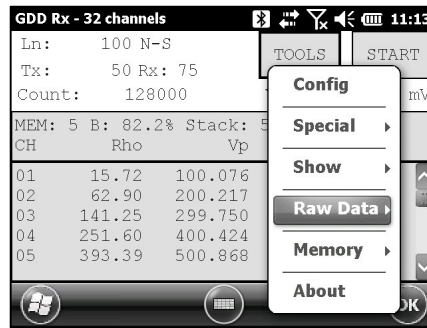 GDD Rx - 32 channels 11:13
Ln: 100 N-S
TOOLS START
Tx: 50 Rx: 75
Count: 128000 mV
MEM: 5 B: 82.2% Stack: 5
CH Rho Vp
01 15.72 100.076
02 62.90 200.217
03 141.25 299.750
04 251.60 400.424
05 393.39 500.868
Config
Special
Show
Raw Data
Memory
About
OK